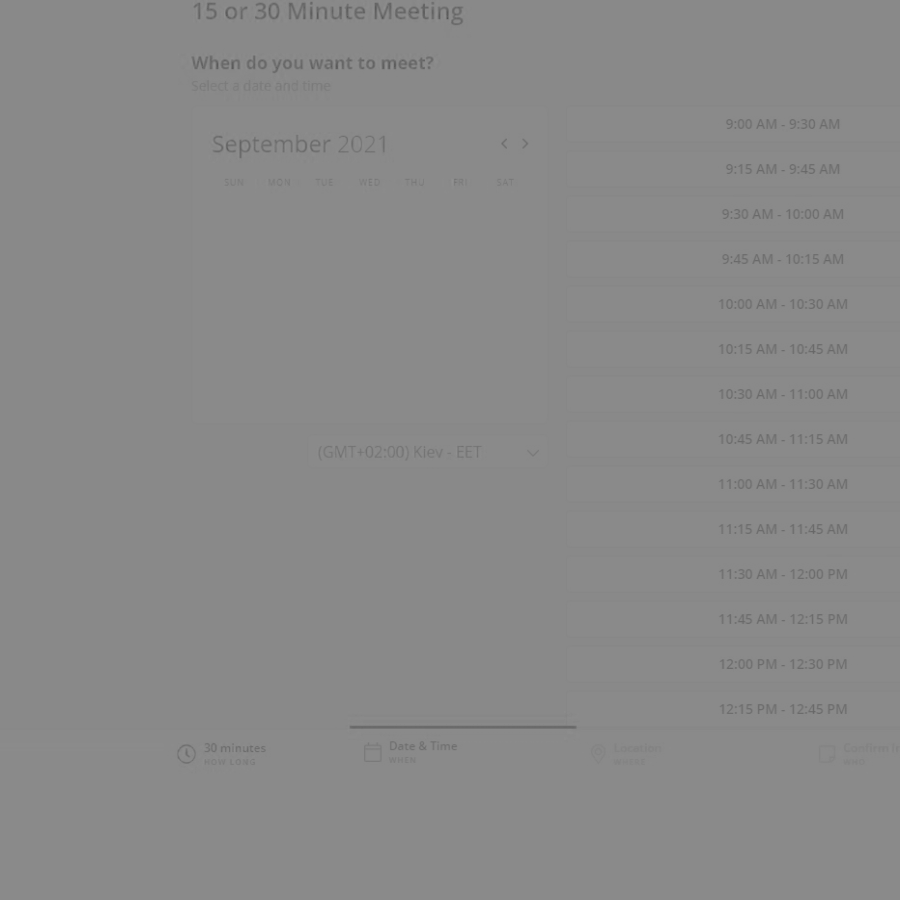 15 or 30 Minute Meeting
When do you want to meet?
Select a date and time
September 2021
SUN MON TUE WED THU FRI SAT
(GMT+02:00) Kiev - EET
9:00 AM - 9:30 AM
9:15 AM - 9:45 AM
9:30 AM - 10:00 AM
9:45 AM - 10:15 AM
10:00 AM - 10:30 AM
10:15 AM - 10:45 AM
10:30 AM - 11:00 AM
10:45 AM - 11:15 AM
11:00 AM - 11:30 AM
11:15 AM - 11:45 AM
11:30 AM - 12:00 PM
11:45 AM - 12:15 PM
12:00 PM - 12:30 PM
12:15 PM - 12:45 PM
30 minutes
HOW LONG
Date & Time
WHEN
Location
WHERE
Confirm
WHO